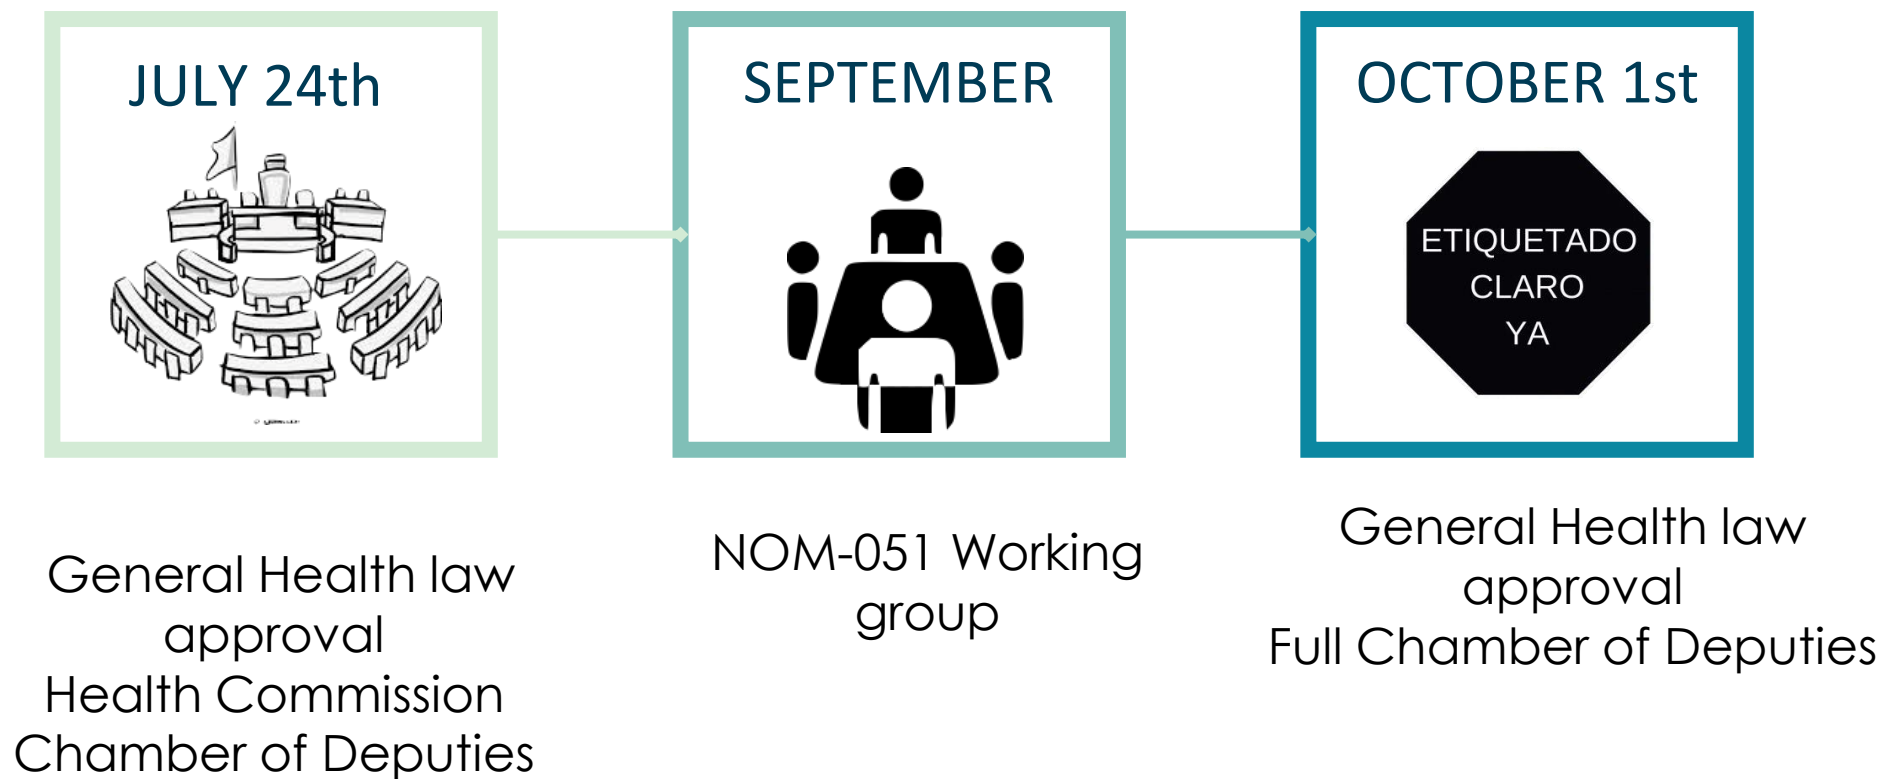 JULY 24th
General Health law
approval
Health Commission
Chamber of Deputies
SEPTEMBER
NOM-051 Working
group
OCTOBER 1st
ETIQUETADO
CLARO
YA
General Health law
approval
Full Chamber of Deputies